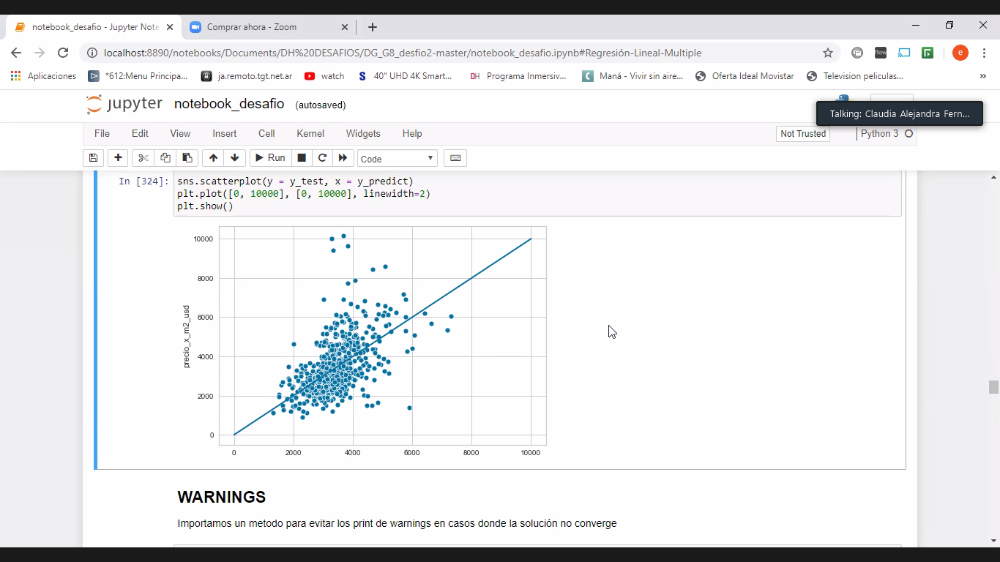 notebook_desafio - Jupyter Note
Comprar ahora - Zoom
localhost:8890/notebooks/Documents/DH%20DESAFIOS/DG_G8_desfio2-master/notebook_desafio.ipynb#Regresión-Lineal-Multiple
flow
e
Aplicaciones
*612:Menu Principa...
ja.remoto.tgt.net.ar
watch
S 40" UHD 4K Smart...
DH Programa Inmersiv...
Maná - Vivir sin aire...
Oferta Ideal Movistar
Television peliculas...
»
jupyter notebook_desafio (autosaved)
Talking: Claudia Alejandra Fern...
File Edit View Insert Cell Kernel Widgets Help
Not Trusted
Python 3
Run
Code
In [324]:
sns.scatterplot(y = y_test, x = y_predict)
plt.plot([0, 10000], [0, 10000], linewidth=2)
plt.show()
10000
8000
6000
4000
2000
0
precio_x_m2_usd
0 2000 4000 6000 8000 10000
WARNINGS
Importamos un metodo para evitar los print de warnings en casos donde la solución no converge